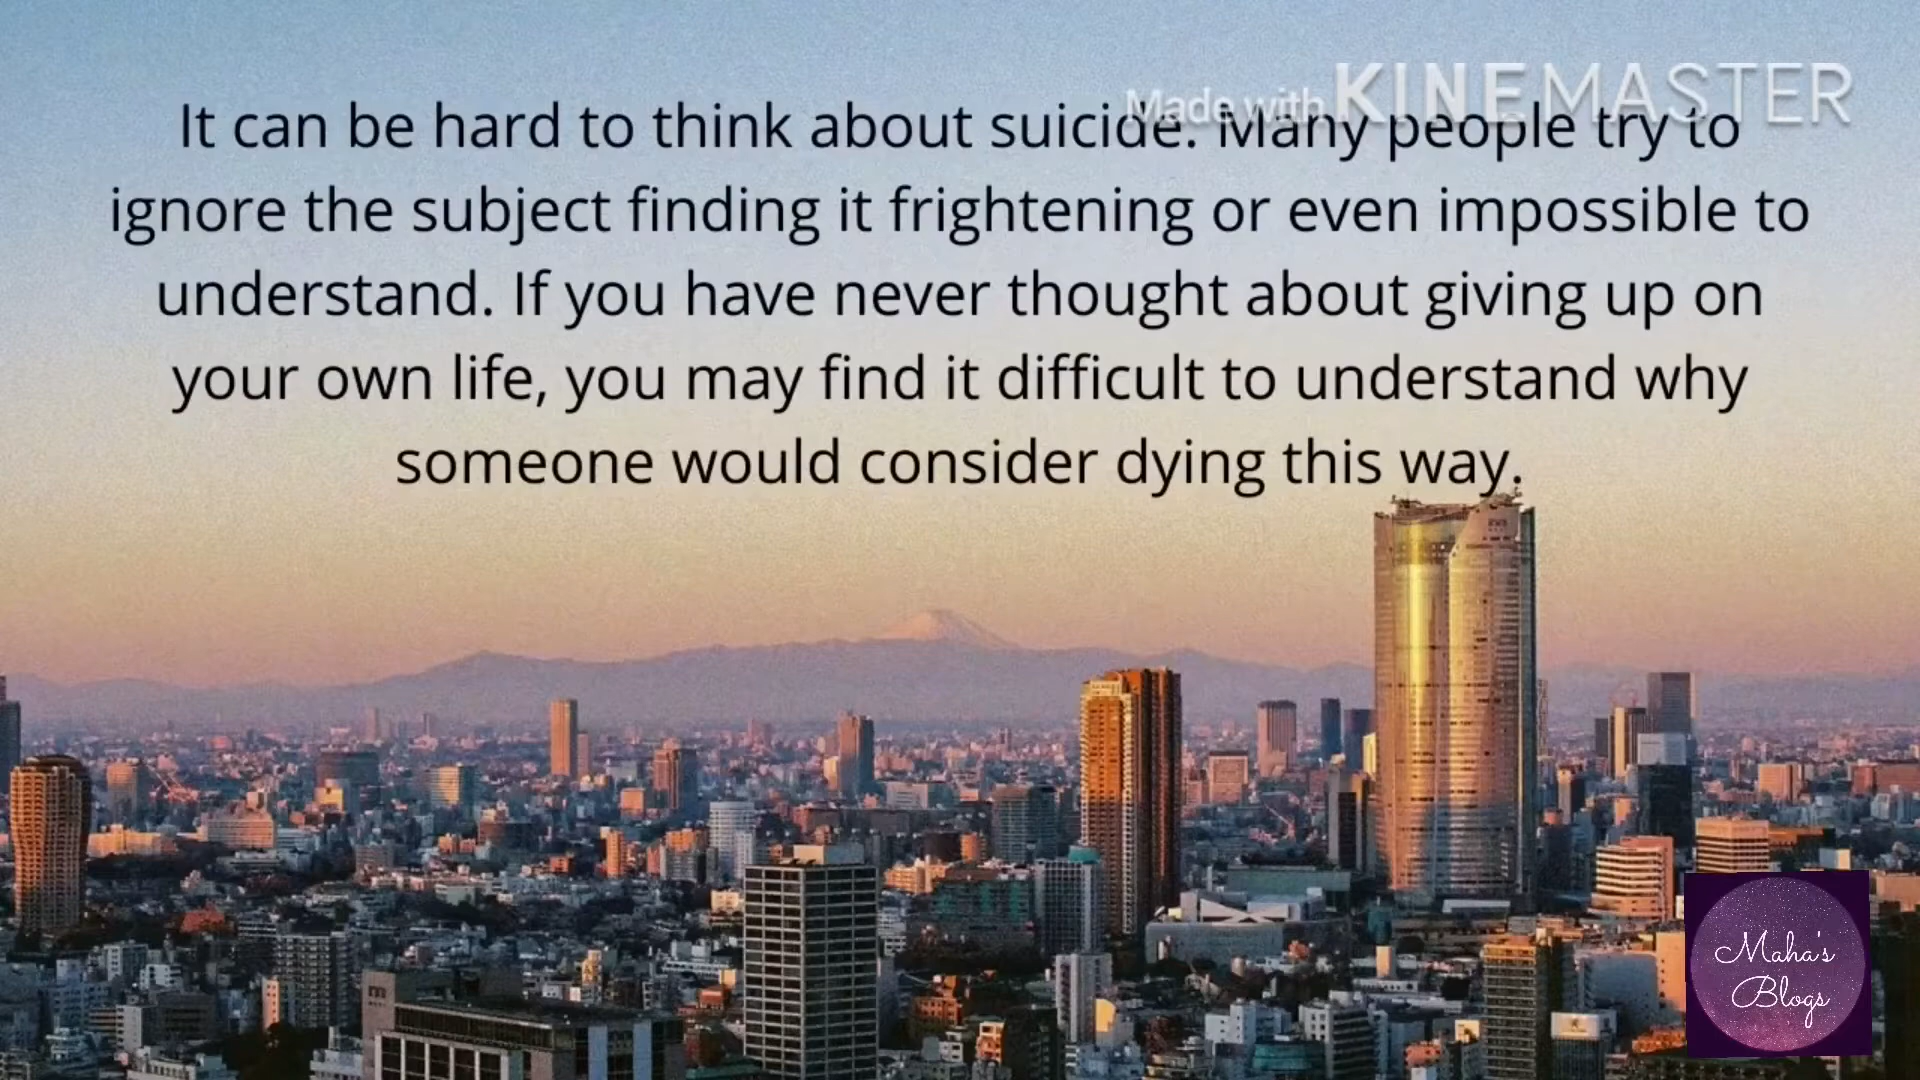 Made with KINEMASTER
It can be hard to think about suicide. Many people try to
ignore the subject finding it frightening or even impossible to
understand. If you have never thought about giving up on
your own life, you may find it difficult to understand why
someone would consider dying this way.
Maha's
Blogs